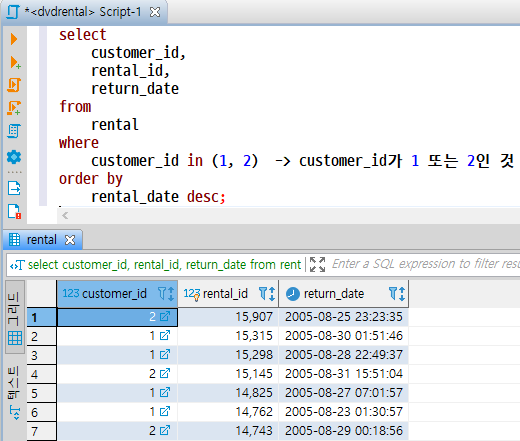 *<dvdrental> Script-1
select
customer_id,
rental_id,
return_date
from
rental
where
customer_id in (1, 2) -> customer_id가 1 또는 2인 것
order by
rental_date desc;
rental
select customer_id, rental_id, return_date from rent
Enter a SQL expression to filter resu
그리드
텍스트
123 customer_id 123 rental_id return_date
1 2 15,907 2005-08-25 23:23:35
2 1 15,315 2005-08-30 01:51:46
3 1 15,298 2005-08-28 22:49:37
4 2 15,145 2005-08-31 15:51:04
5 1 14,825 2005-08-27 07:01:57
6 1 14,762 2005-08-23 01:30:57
7 2 14,743 2005-08-29 00:18:56